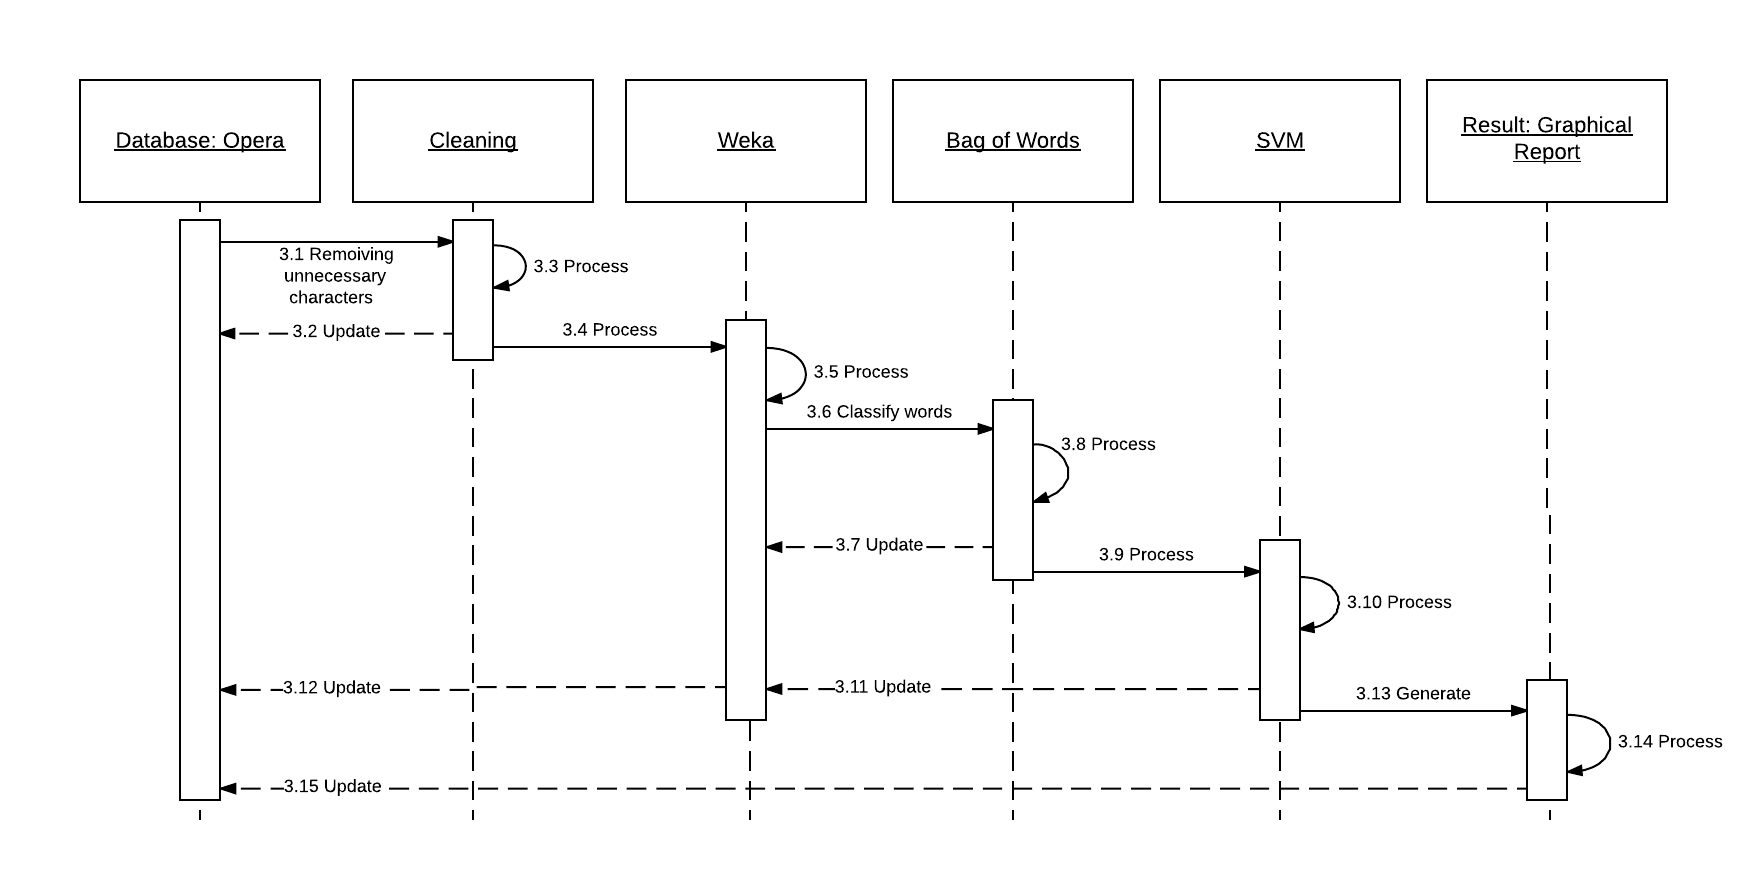 Database: Opera
Cleaning
Weka
Bag of Words
SVM
Result: Graphical
Report
3.1 Remoiving
unnecessary
characters
3.3 Process
3.2 Update
3.4 Process
3.5 Process
3.6 Classify words
3.8 Process
3.7 Update
3.9 Process
3.10 Process
3.12 Update
3.11 Update
3.13 Generate
3.14 Process
3.15 Update